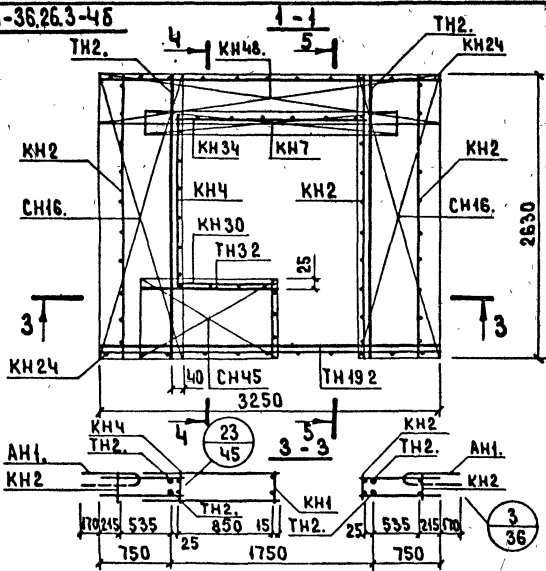 -36.26.3-4Б
1-1
4
5
ТН2.
КН48.
ТН2.
КН24
КН2
КН34
КН7
КН2
КН4
КН2
СН16.
СН16.
КН30
ТН32
25
2630
3
3
КН24
40
СН45
ТН192
3250
4
5
3-3
КН4
23
45
КН2
АН1.
ТН2.
ТН2.
АН1.
КН2
КН1
КН2
ТН2.
ТН2.
3
36
170
215
535
25
850
15
25
535
215
170
750
1750
750